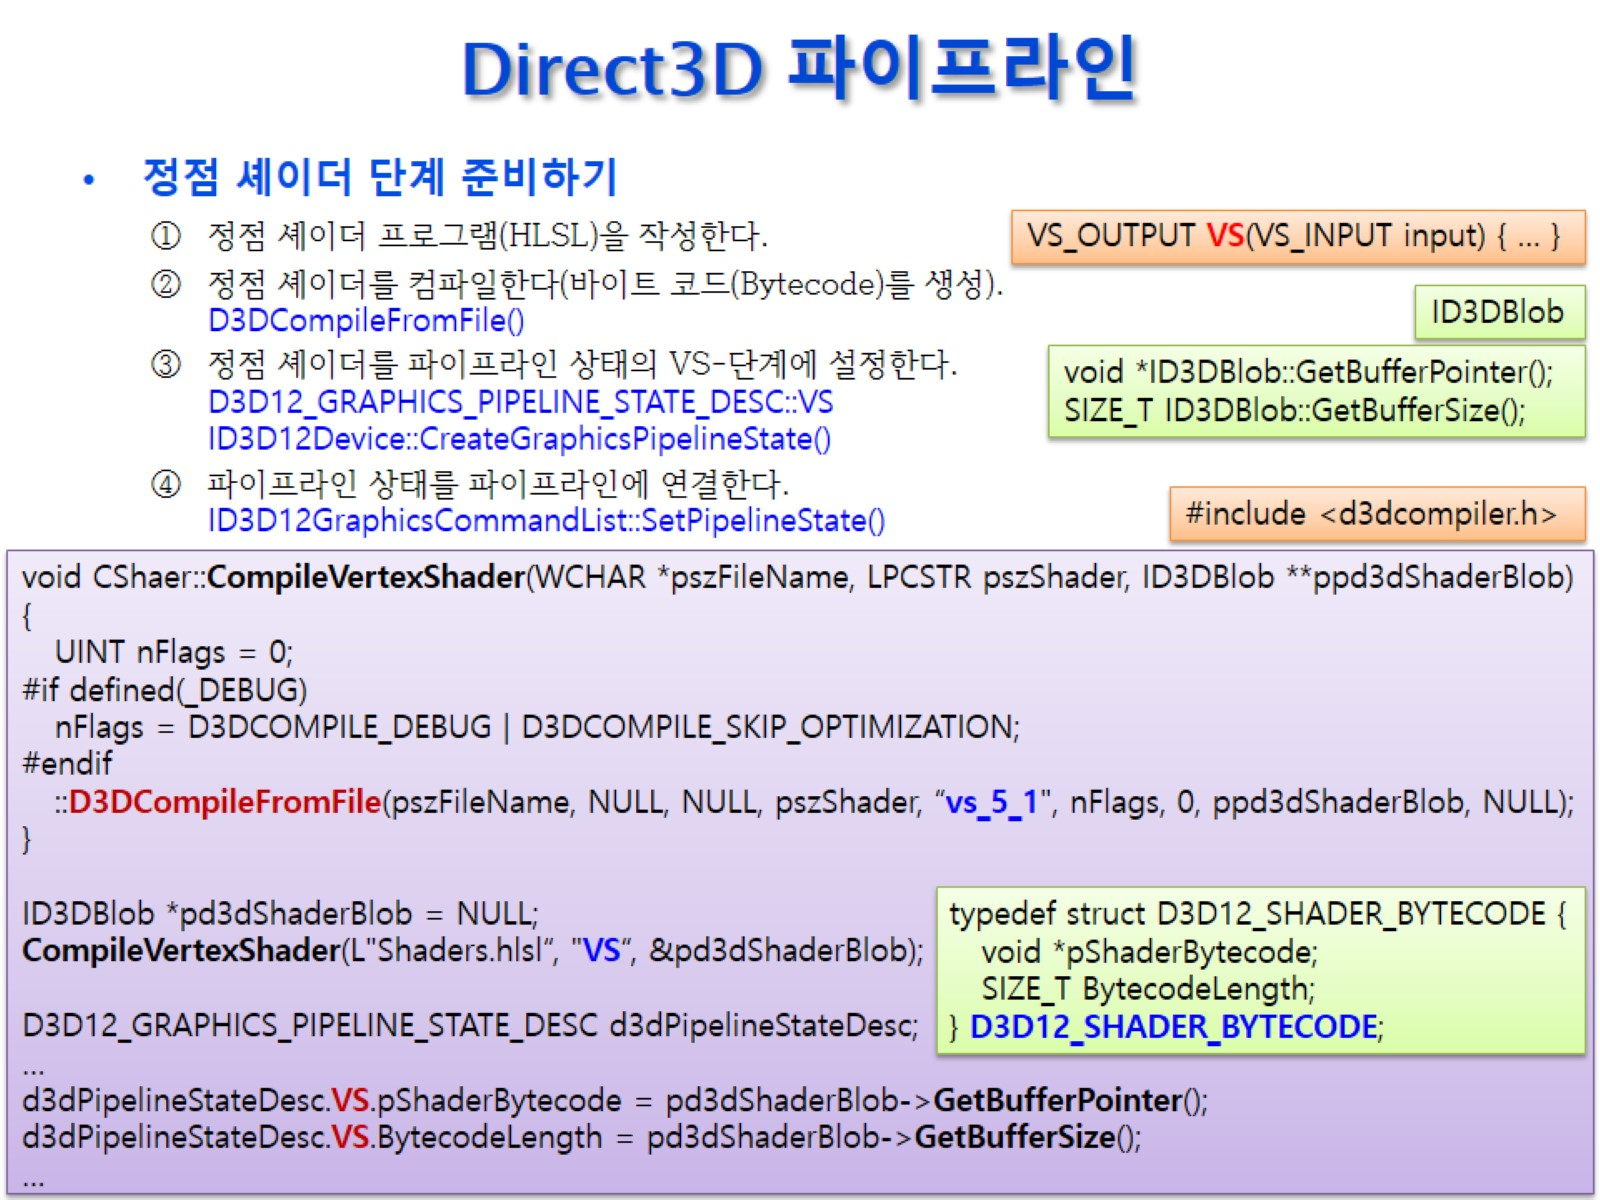 Direct3D 파이프라인
• 정점 셰이더 단계 준비하기
① 정점 셰이더 프로그램(HLSL)을 작성한다.
VS_OUTPUT VS(VS_INPUT input) { ... }
② 정점 셰이더를 컴파일한다(바이트 코드(Bytecode)를 생성).
D3DCompileFromFile()
ID3DBlob
③ 정점 셰이더를 파이프라인 상태의 VS-단계에 설정한다.
D3D12_GRAPHICS_PIPELINE_STATE_DESC::VS
ID3D12Device::CreateGraphicsPipelineState()
void *ID3DBlob::GetBufferPointer();
SIZE_T ID3DBlob::GetBufferSize();
④ 파이프라인 상태를 파이프라인에 연결한다.
ID3D12GraphicsCommandList::SetPipelineState()
#include <d3dcompiler.h>
void CShaer::CompileVertexShader(WCHAR *pszFileName, LPCSTR pszShader, ID3DBlob **ppd3dShaderBlob)
{
UINT nFlags = 0;
#if defined(_DEBUG)
nFlags = D3DCOMPILE_DEBUG | D3DCOMPILE_SKIP_OPTIMIZATION;
#endif
::D3DCompileFromFile(pszFileName, NULL, NULL, pszShader, “vs_5_1", nFlags, 0, ppd3dShaderBlob, NULL);
}
ID3DBlob *pd3dShaderBlob = NULL;
CompileVertexShader(L"Shaders.hlsl“, "VS“, &pd3dShaderBlob);
D3D12_GRAPHICS_PIPELINE_STATE_DESC d3dPipelineStateDesc;
...
d3dPipelineStateDesc.VS.pShaderBytecode = pd3dShaderBlob->GetBufferPointer();
d3dPipelineStateDesc.VS.BytecodeLength = pd3dShaderBlob->GetBufferSize();
...
typedef struct D3D12_SHADER_BYTECODE {
void *pShaderBytecode;
SIZE_T BytecodeLength;
} D3D12_SHADER_BYTECODE;